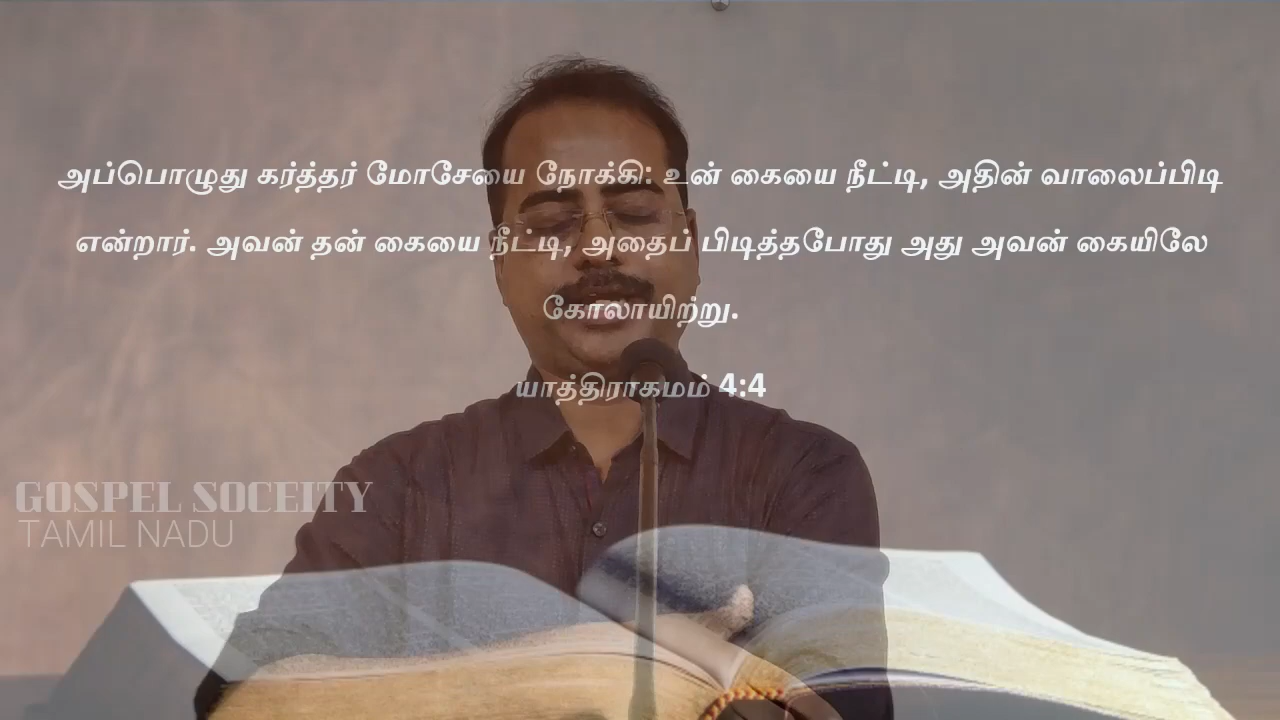 அப்பொழுது கர்த்தர் மோசேயை நோக்கி: உன் கையை நீட்டி, அதின் வாலைப்பிடி
என்றார். அவன் தன் கையை நீட்டி, அதைப் பிடித்தபோது அது அவன் கையிலே
கோலாயிற்று.
யாத்திராகமம் 4:4
GOSPEL SOCEITY
TAMIL NADU